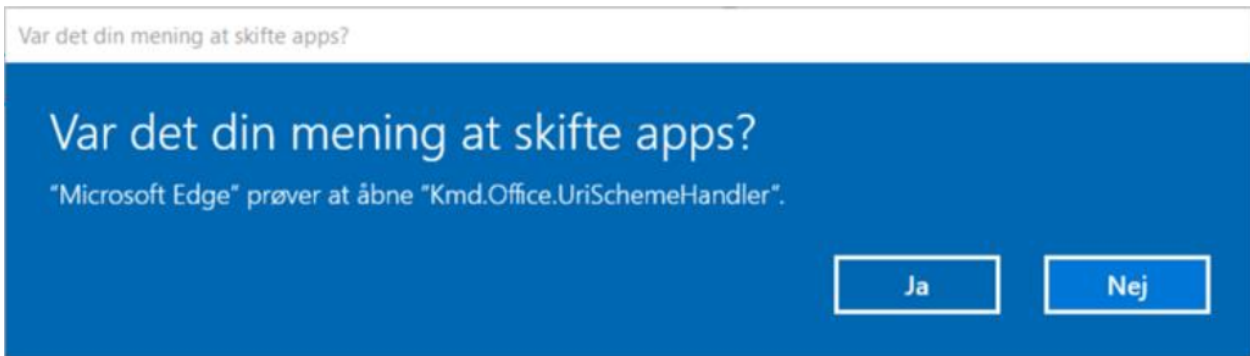 Var det din mening at skifte apps?
Var det din mening at skifte apps?
"Microsoft Edge" prøver at åbne "Kmd.Office.UriSchemeHandler".
Ja
Nej